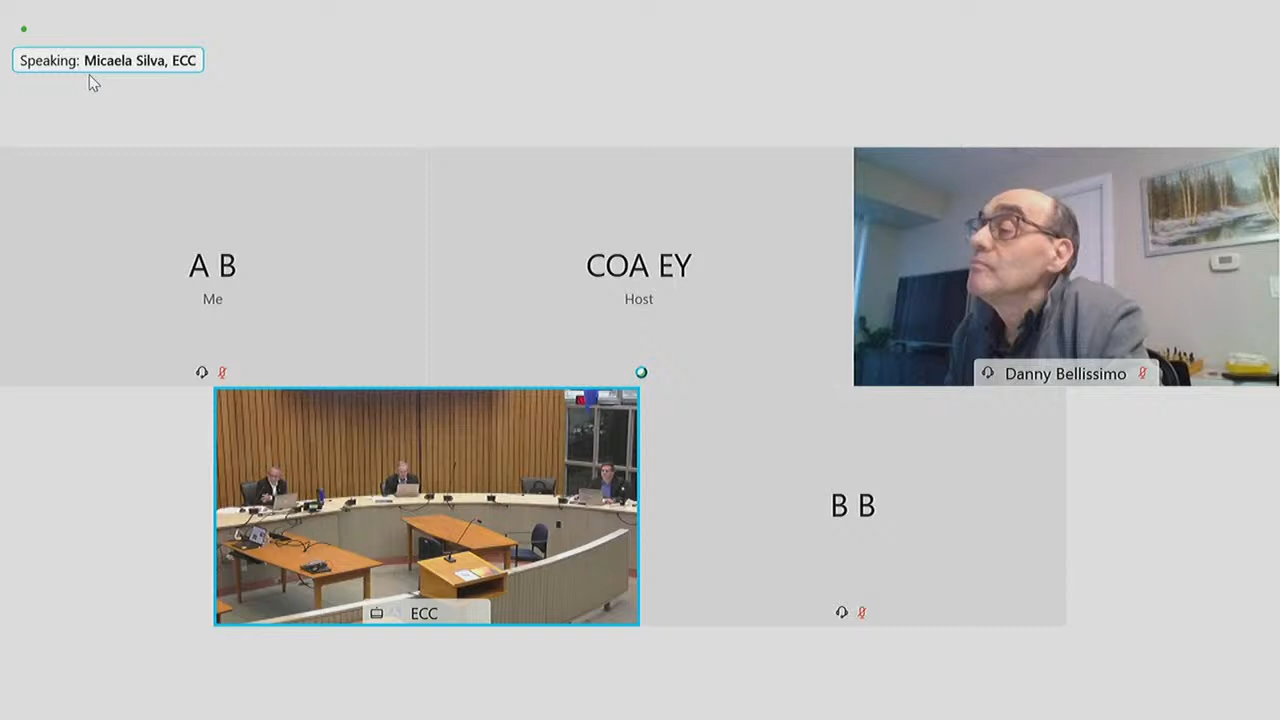 Speaking: Micaela Silva, ECC
A B
Me
COA EY
Host
Danny Bellissimo
ECC
B B